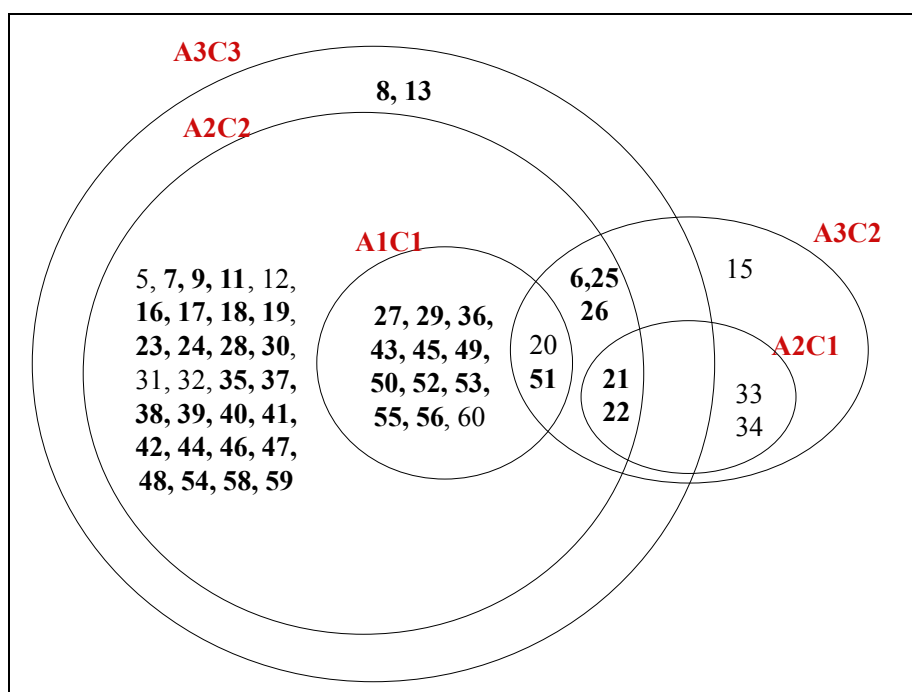 A3C3
8, 13
A2C2
A1C1
A3C2
5, 7, 9, 11, 12,
16, 17, 18, 19,
23, 24, 28, 30,
31, 32, 35, 37,
38, 39, 40, 41,
42, 44, 46, 47,
48, 54, 58, 59
27, 29, 36,
43, 45, 49,
50, 52, 53,
55, 56, 60
20
51
6,25
26
21
22
15
A2C1
33
34